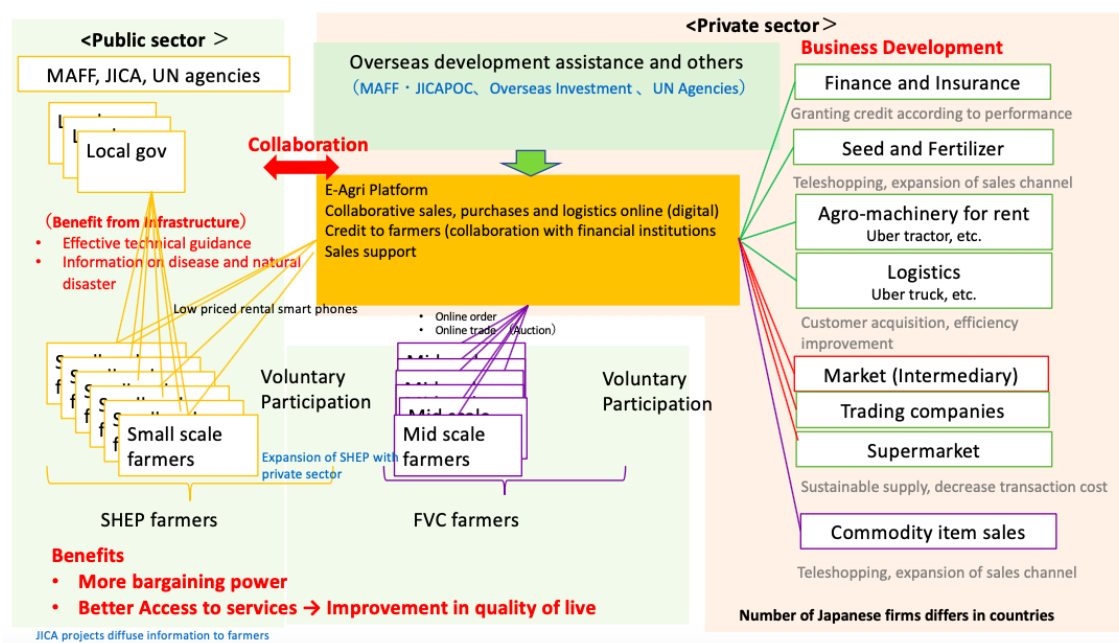 <Public sector ＞
<Private sector＞
MAFF, JICA, UN agencies
Overseas development assistance and others
（MAFF・JICAPOC、Overseas Investment 、UN Agencies）
Business Development
Finance and Insurance
Granting credit according to performance
Seed and Fertilizer
Teleshopping, expansion of sales channel
Agro-machinery for rent
Uber tractor, etc.
Logistics
Uber truck, etc.
Customer acquisition, efficiency
improvement
Market (Intermediary)
Trading companies
Supermarket
Sustainable supply, decrease transaction cost
Commodity item sales
Teleshopping, expansion of sales channel
Number of Japanese firms differs in countries
Local gov
Collaboration
E-Agri Platform
Collaborative sales, purchases and logistics online (digital)
Credit to farmers (collaboration with financial institutions
Sales support
（Benefit from Infrastructure）
• Effective technical guidance
• Information on disease and natural
disaster
Low priced rental smart phones
• Online order
• Online trade （Auction）
Small scale
farmers
Voluntary
Participation
Expansion of SHEP with
private sector
Mid scale
Mid scale
farmers
Voluntary
Participation
SHEP farmers
FVC farmers
Benefits
• More bargaining power
• Better Access to services → Improvement in quality of live
JICA projects diffuse information to farmers